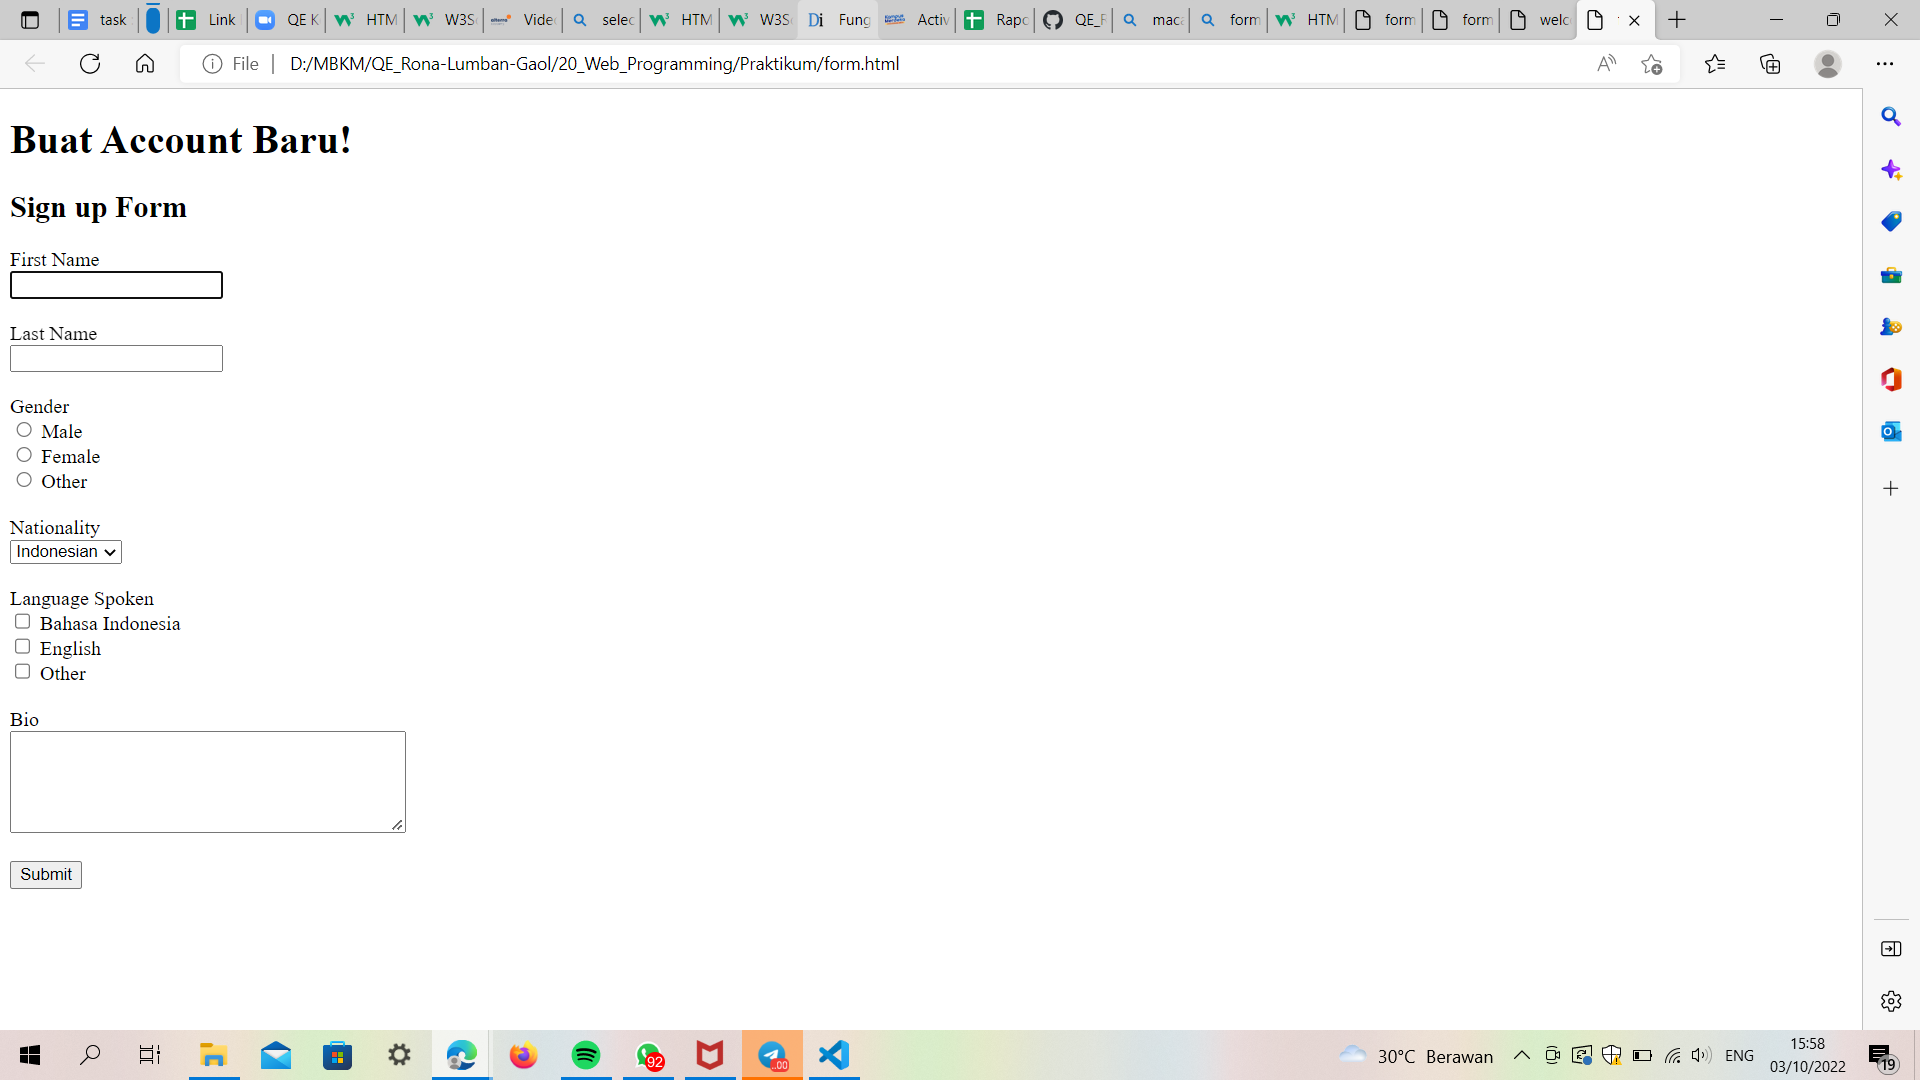 task
Link
QE K
HTM
W3S
Vide
selec
HTM
W3S
Fung
Activ
Rapc
QE_R
maca
form
HTM
form
form
welc
File
D:/MBKM/QE_Rona-Lumban-Gaol/20_Web_Programming/Praktikum/form.html
Buat Account Baru!
Sign up Form
First Name
Last Name
Gender
Male
Female
Other
Nationality
Indonesian
Language Spoken
Bahasa Indonesia
English
Other
Bio
Submit
92
..00
30°C Berawan
ENG
15:58
03/10/2022
19